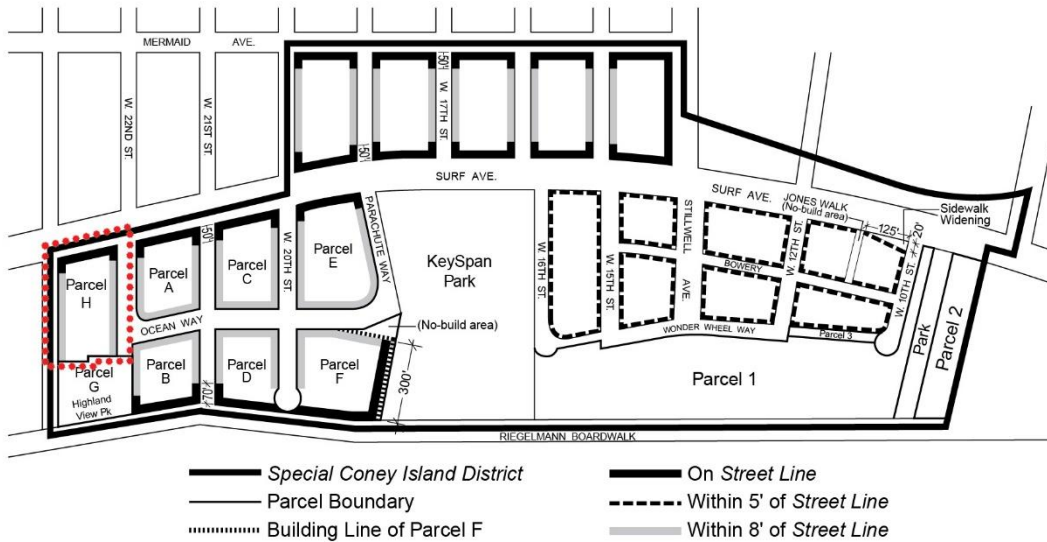 MERMAID AVE.
W. 22ND ST.
W. 21ST ST.
50'
W. 17TH ST.
50'
SURF AVE.
SURF AVE.
JONES WALK
(No-build area)
Sidewalk
Widening
125'
20'
PARACHUTE WAY
KeySpan
Park
W. 16TH ST.
W. 15TH ST.
STILLWELL AVE.
BOWERY
W. 12TH ST.
W. 10TH ST.
WONDER WHEEL WAY
Parcel 3
Park
Parcel 2
Parcel 1
Parcel
H
Parcel
A
50'
Parcel
C
W. 20TH ST.
Parcel
E
OCEAN WAY
(No-build area)
Parcel
G
Highland
View Pk
Parcel
B
70'
Parcel
D
Parcel
F
300'
RIEGELMANN BOARDWALK
Special Coney Island District
Parcel Boundary
Building Line of Parcel F
On Street Line
Within 5' of Street Line
Within 8' of Street Line